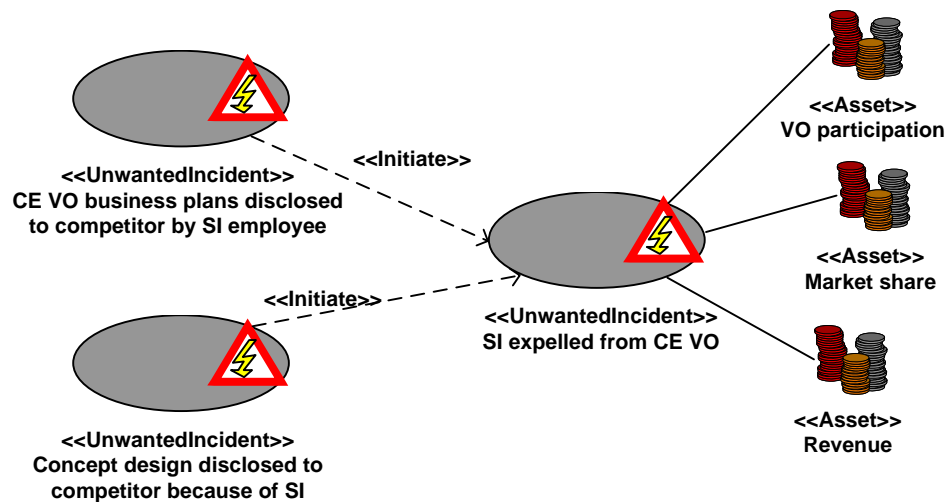 <<UnwantedIncident>>
CE VO business plans disclosed
to competitor by SI employee
<<Initiate>>
<<Initiate>>
<<UnwantedIncident>>
Concept design disclosed to
competitor because of SI
<<UnwantedIncident>>
SI expelled from CE VO
<<Asset>>
VO participation
<<Asset>>
Market share
<<Asset>>
Revenue